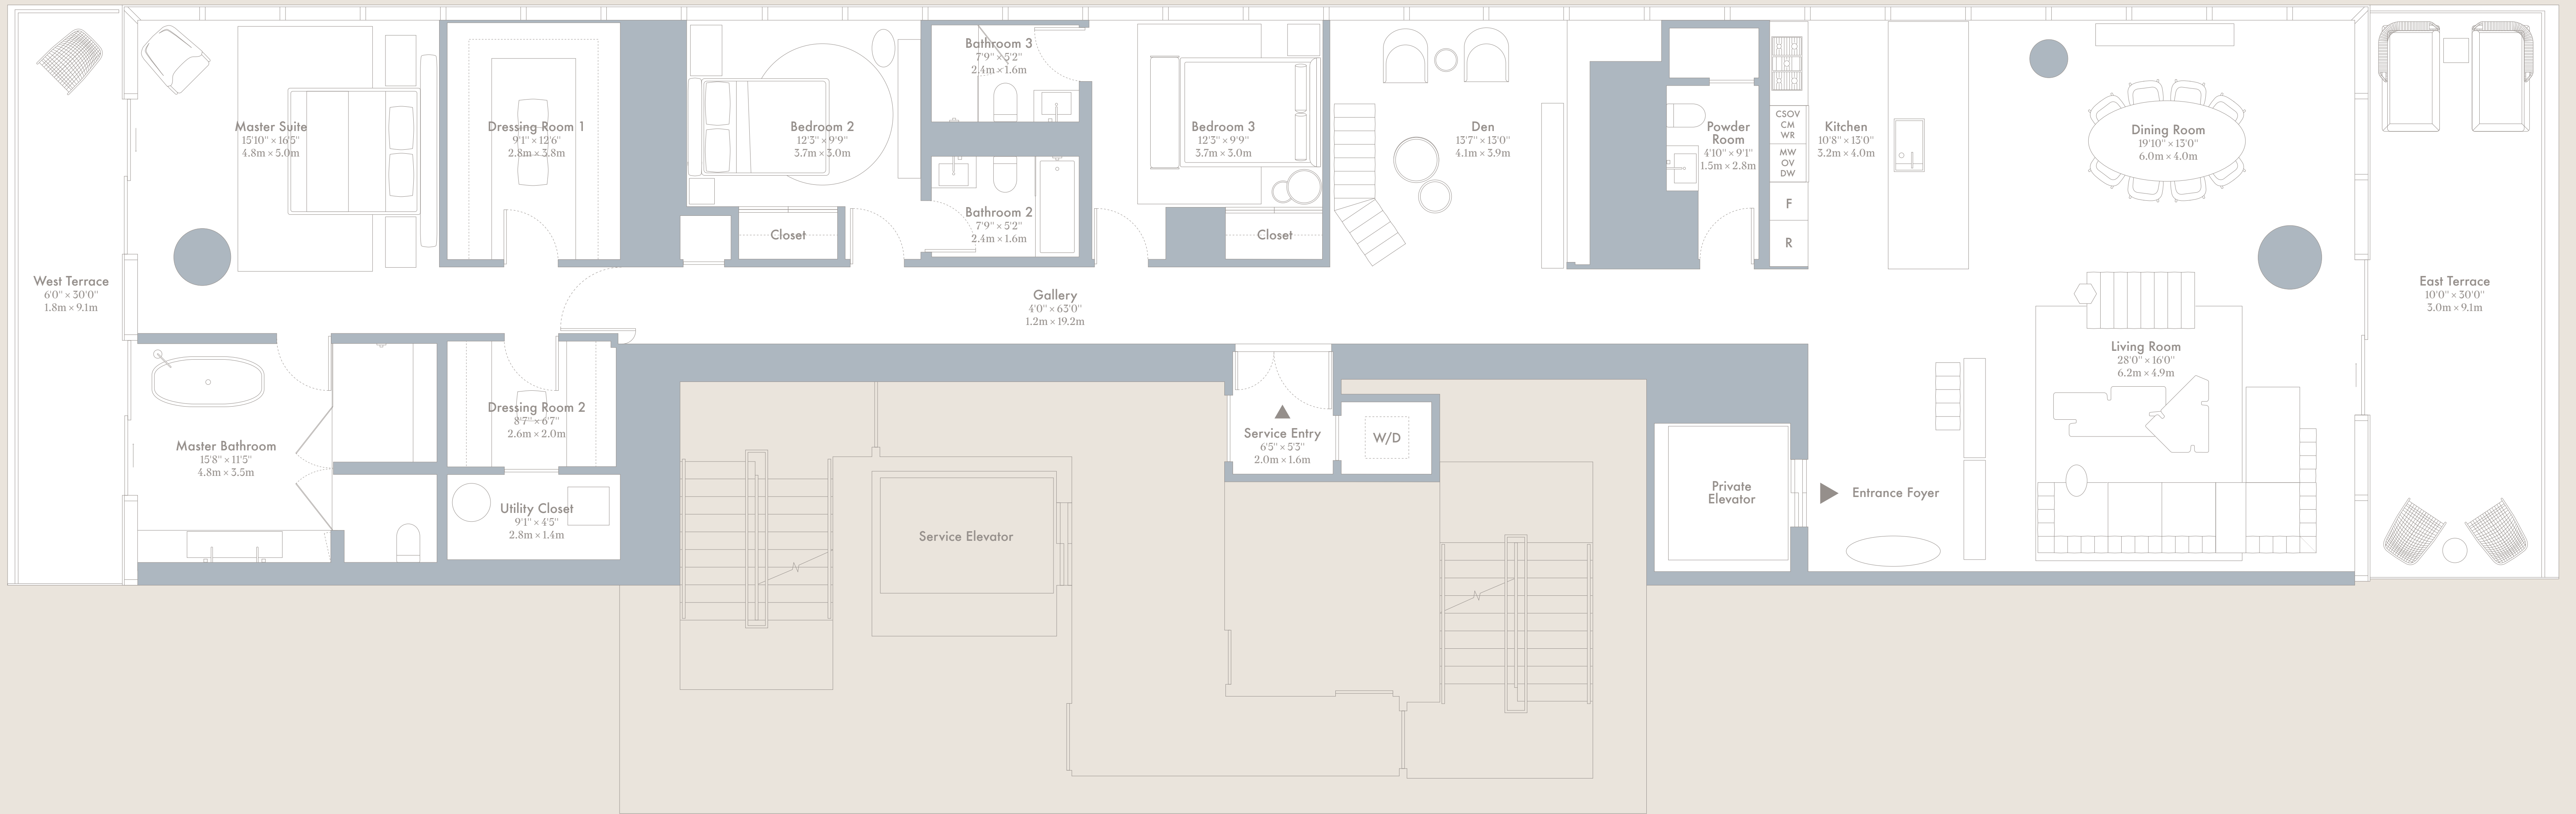 West Terrace
6'0" × 30'0"
1.8m × 9.1m
Master Suite
15'10" × 16'5"
4.8m × 5.0m
Dressing Room 1
9'1" × 12'6"
2.8m × 3.8m
Bedroom 2
12'3" × 9'9"
3.7m × 3.0m
Closet
Bathroom 3
7'9" × 5'2"
2.4m × 1.6m
Bathroom 2
7'9" × 5'2"
2.4m × 1.6m
Bedroom 3
12'3" × 9'9"
3.7m × 3.0m
Closet
Den
13'7" × 13'0"
4.1m × 3.9m
Powder
Room
4'10" × 9'1"
1.5m × 2.8m
CSOV
CM
WR
MW
OV
DW
F
R
Kitchen
10'8" × 13'0"
3.2m × 4.0m
Dining Room
19'10" × 13'0"
6.0m × 4.0m
East Terrace
10'0" × 30'0"
3.0m × 9.1m
Gallery
4'0" × 63'0"
1.2m × 19.2m
Living Room
28'0" × 16'0"
6.2m × 4.9m
Master Bathroom
15'8" × 11'5"
4.8m × 3.5m
Dressing Room 2
8'7" × 6'7"
2.6m × 2.0m
Utility Closet
9'1" × 4'5"
2.8m × 1.4m
Service Elevator
Service Entry
6'5" × 5'3"
2.0m × 1.6m
W/D
Private
Elevator
Entrance Foyer